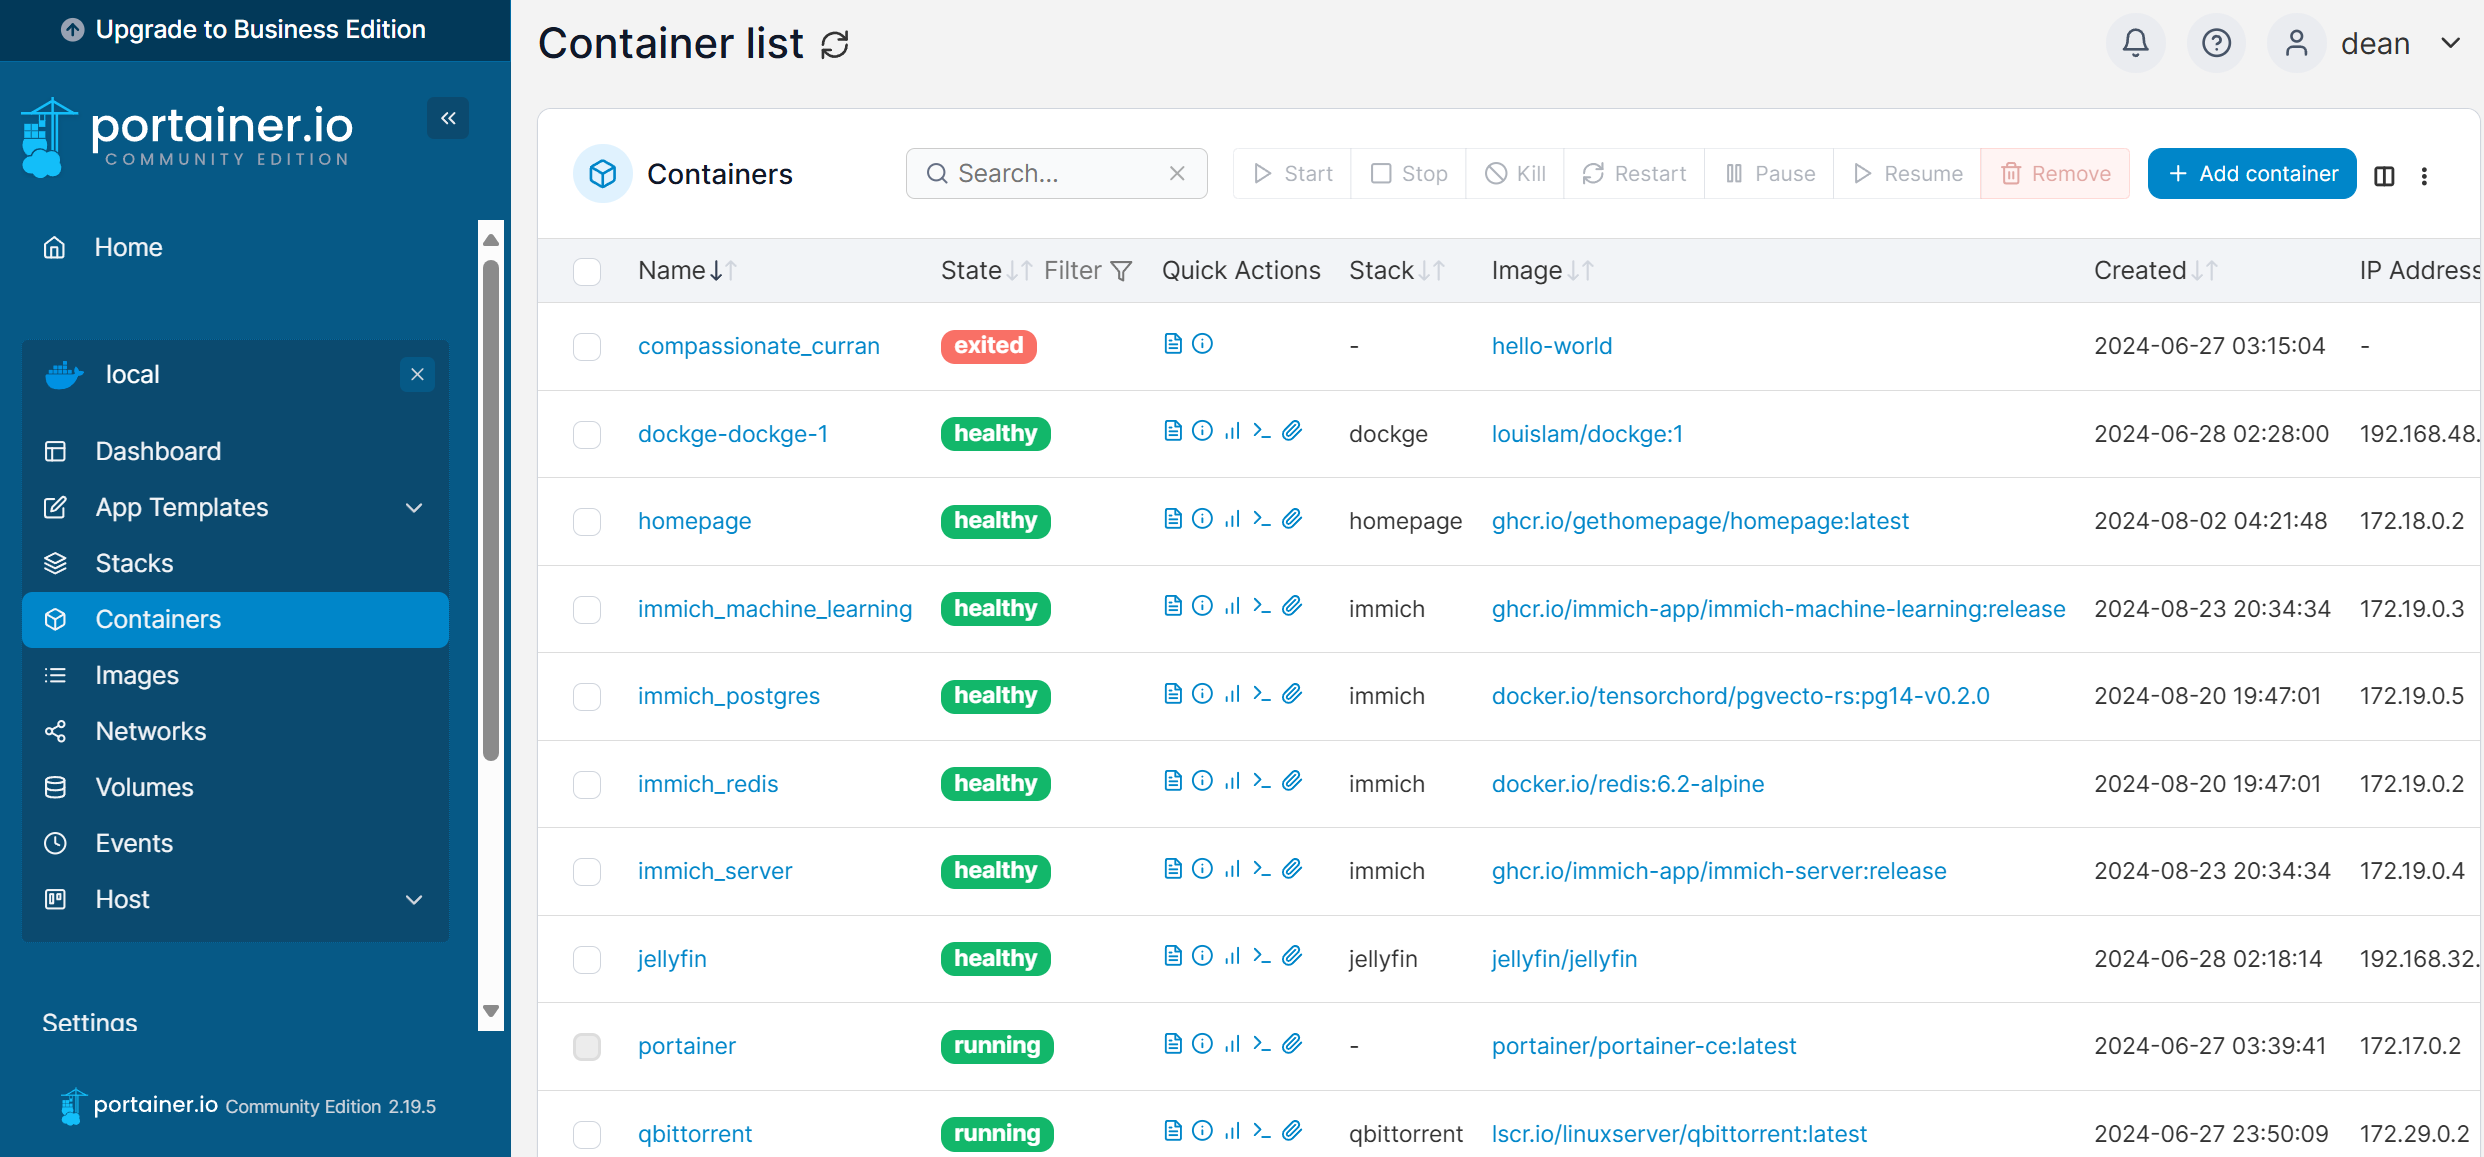 Upgrade to Business Edition
portainer.io
COMMUNITY EDITION
Home
local
Dashboard
App Templates
Stacks
Containers
Images
Networks
Volumes
Events
Host
Settings
portainer.io Community Edition 2.19.5
Container list
dean
Containers
Search...
Start Stop Kill Restart Pause Resume Remove
Add container
Name State Filter Quick Actions Stack Image Created IP Address
compassionate_curran exited - hello-world 2024-06-27 03:15:04 -
dockge-dockge-1 healthy dockge louislam/dockge:1 2024-06-28 02:28:00 192.168.48.
homepage healthy homepage ghcr.io/gethomepage/homepage:latest 2024-08-02 04:21:48 172.18.0.2
immich_machine_learning healthy immich ghcr.io/immich-app/immich-machine-learning:release 2024-08-23 20:34:34 172.19.0.3
immich_postgres healthy immich docker.io/tensorchord/pgvecto-rs:pg14-v0.2.0 2024-08-20 19:47:01 172.19.0.5
immich_redis healthy immich docker.io/redis:6.2-alpine 2024-08-20 19:47:01 172.19.0.2
immich_server healthy immich ghcr.io/immich-app/immich-server:release 2024-08-23 20:34:34 172.19.0.4
jellyfin healthy jellyfin jellyfin/jellyfin 2024-06-28 02:18:14 192.168.32.
portainer running - portainer/portainer-ce:latest 2024-06-27 03:39:41 172.17.0.2
qbittorrent running qbittorrent lscr.io/linuxserver/qbittorrent:latest 2024-06-27 23:50:09 172.29.0.2